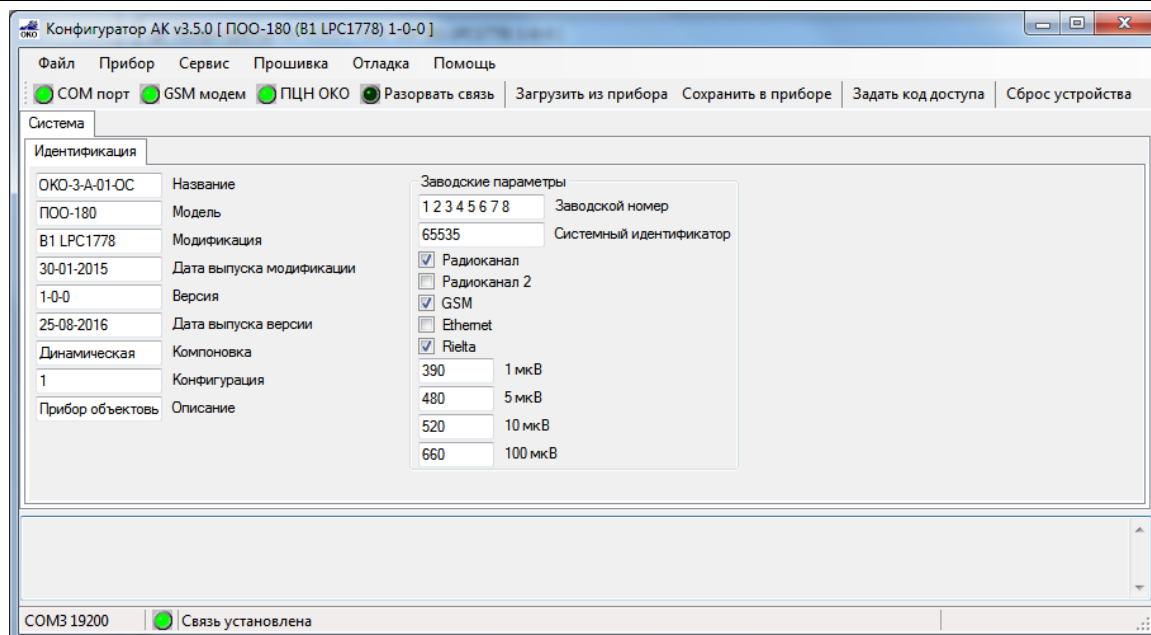 око Конфигуратор АК v3.5.0 [ ПОО-180 (B1 LPC1778) 1-0-0 ]
Файл Прибор Сервис Прошивка Отладка Помощь
COM порт GSM модем ПЦН ОКО Разорвать связь Загрузить из прибора Сохранить в приборе Задать код доступа Сброс устройства
Система
Идентификация
ОКО-3-А-01-ОС Название
ПОО-180 Модель
B1 LPC1778 Модификация
30-01-2015 Дата выпуска модификации
1-0-0 Версия
25-08-2016 Дата выпуска версии
Динамическая Компоновка
1 Конфигурация
Прибор объектовь Описание
Заводские параметры
1 2 3 4 5 6 7 8 Заводской номер
65535 Системный идентификатор
Радиоканал
Радиоканал 2
GSM
Ethernet
Rielta
390 1 мкВ
480 5 мкВ
520 10 мкВ
660 100 мкВ
COM3 19200 Связь установлена